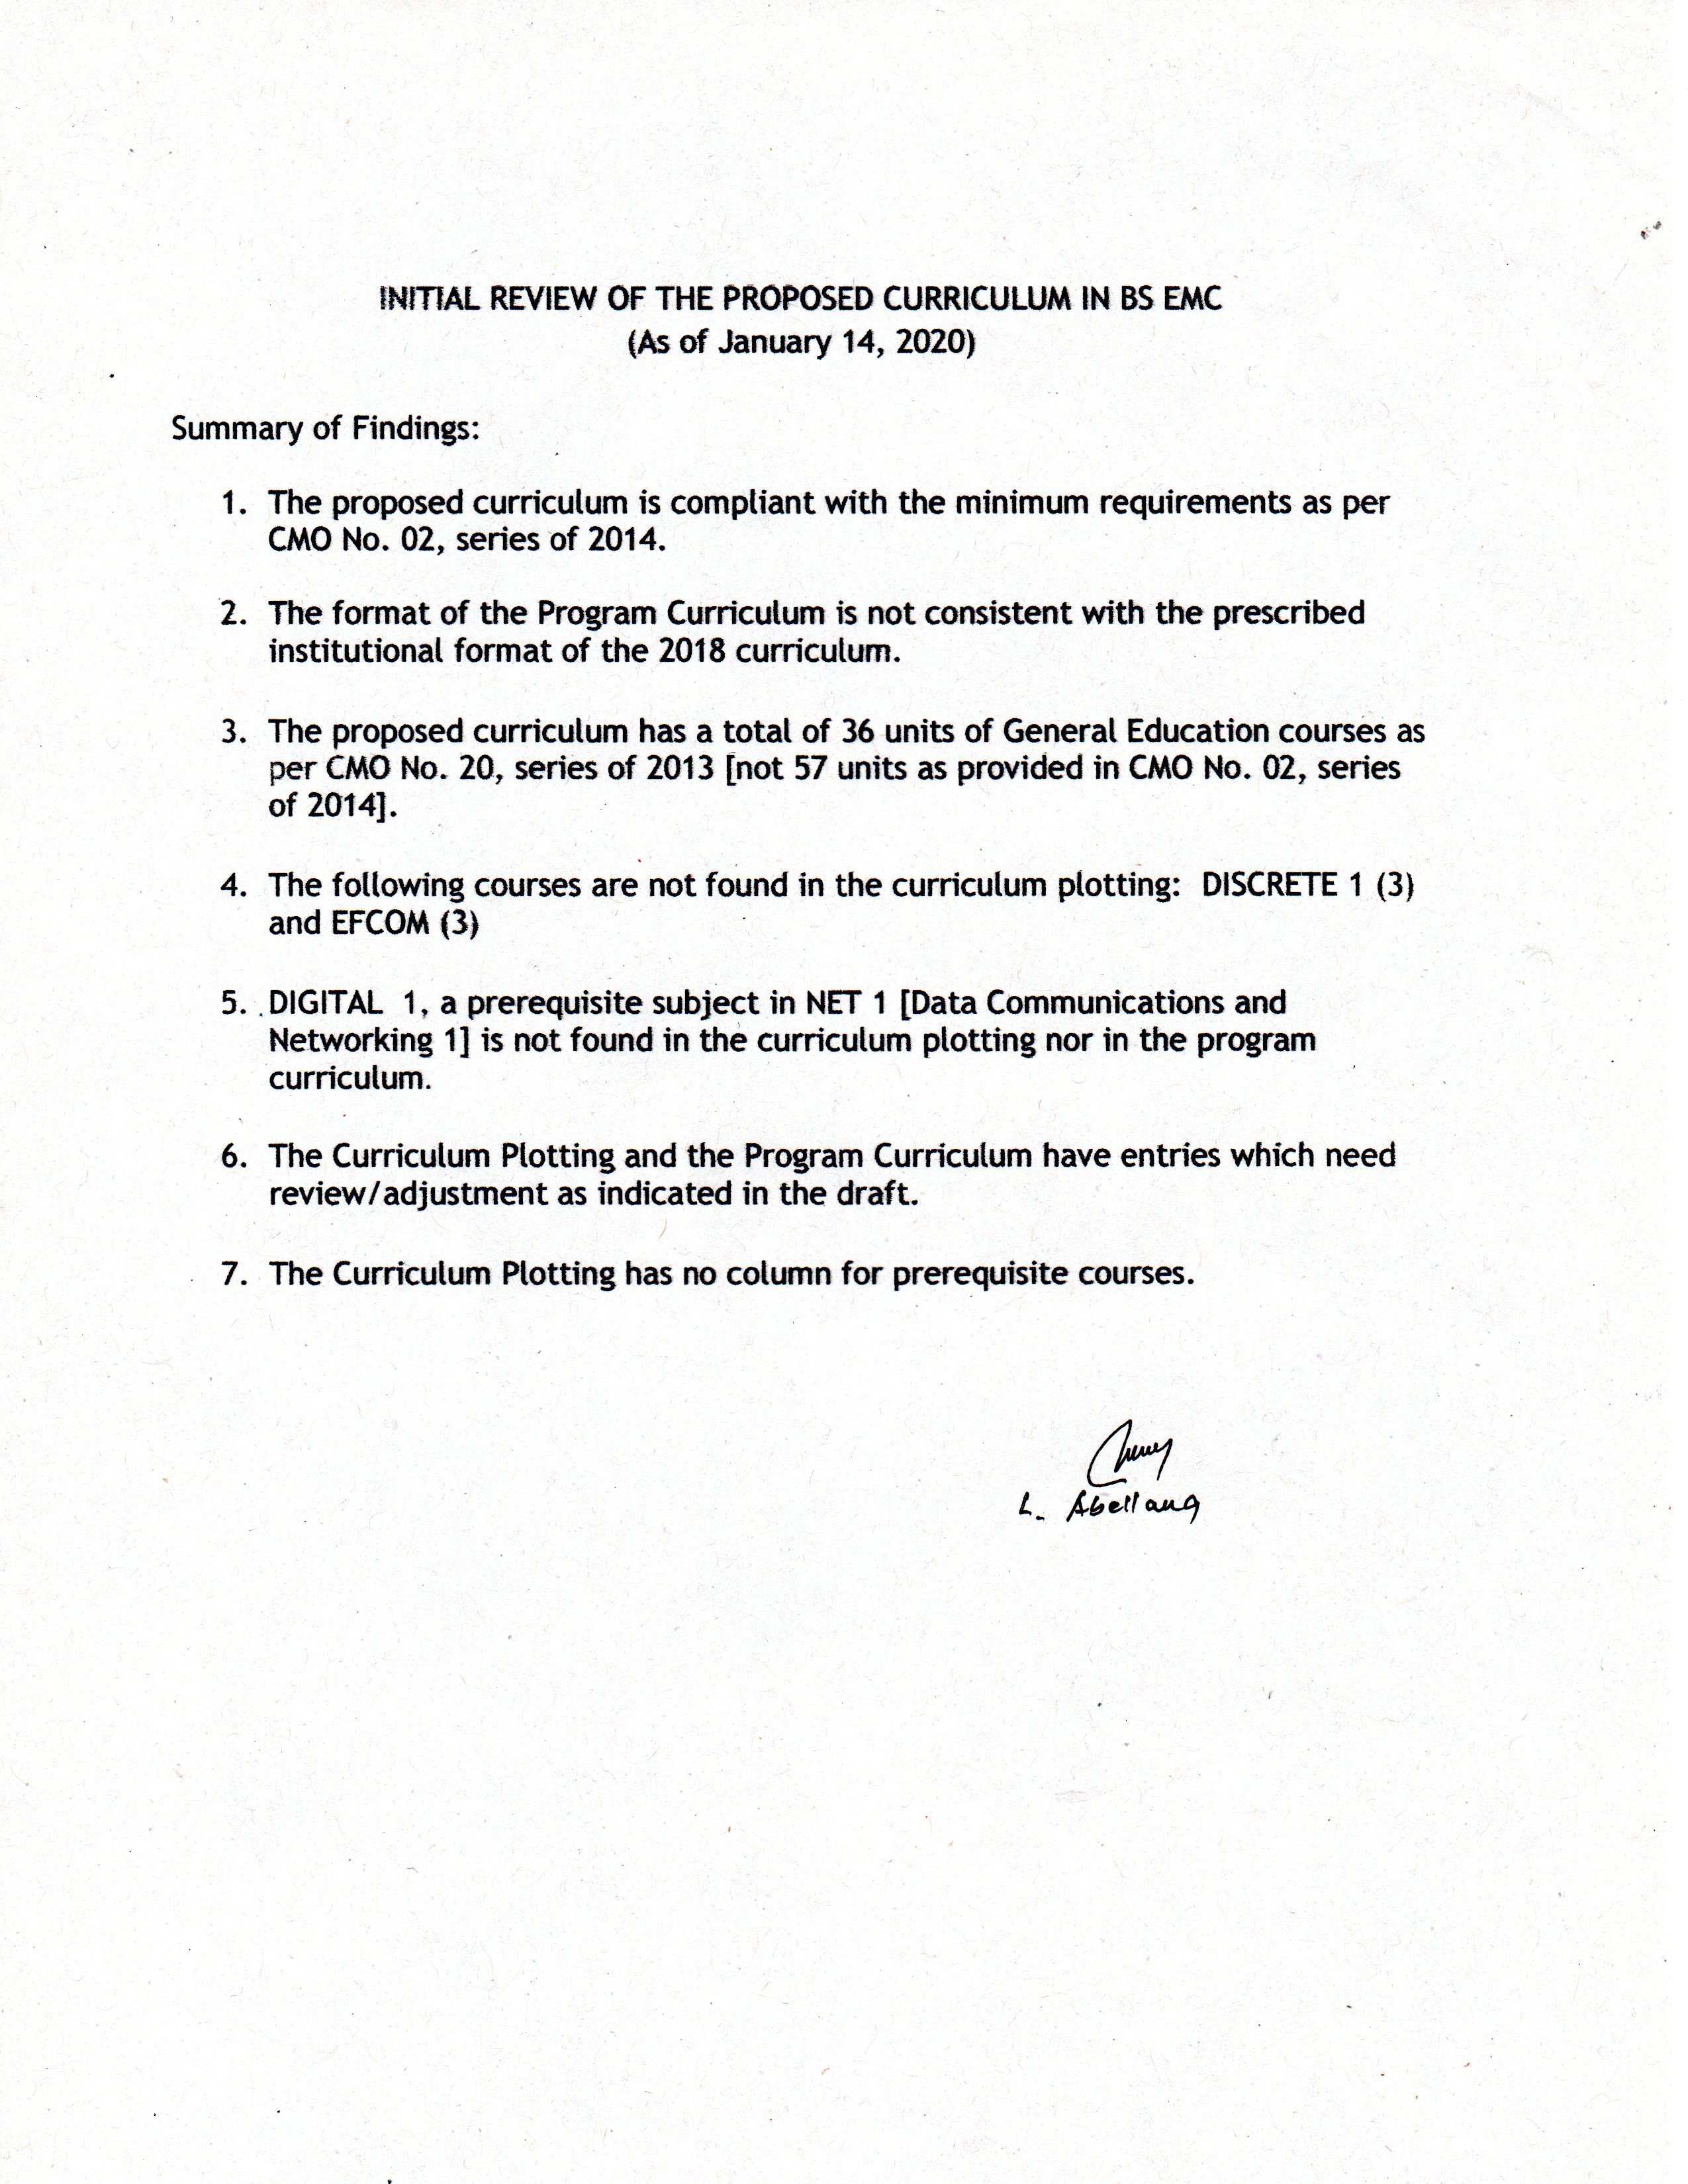 INITIAL REVIEW OF THE PROPOSED CURRICULUM IN BS EMC
(As of January 14, 2020)
Summary of Findings:
1. The proposed curriculum is compliant with the minimum requirements as per
CMO No. 02, series of 2014.
2. The format of the Program Curriculum is not consistent with the prescribed
institutional format of the 2018 curriculum.
3. The proposed curriculum has a total of 36 units of General Education courses as
per CMO No. 20, series of 2013 [not 57 units as provided in CMO No. 02, series
of 2014].
4. The following courses are not found in the curriculum plotting: DISCRETE 1 (3)
and EFCOM (3)
5. DIGITAL 1, a prerequisite subject in NET 1 [Data Communications and
Networking 1] is not found in the curriculum plotting nor in the program
curriculum.
6. The Curriculum Plotting and the Program Curriculum have entries which need
review/adjustment as indicated in the draft.
7. The Curriculum Plotting has no column for prerequisite courses.
L. Abellana